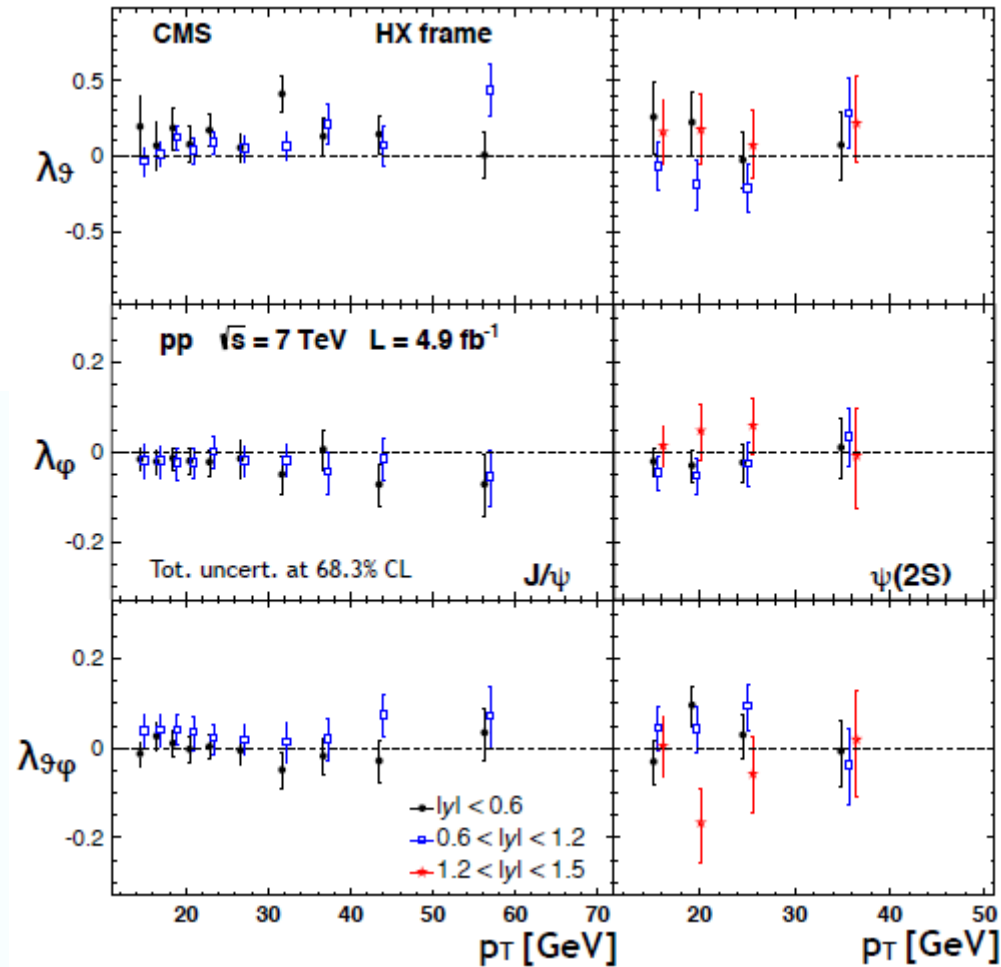 CMS HX frame
0.5
λϑ 0
-0.5
pp √s = 7 TeV L = 4.9 fb⁻¹
0.2
λφ 0
-0.2
Tot. uncert. at 68.3% CL J/ψ ψ(2S)
0.2
λϑφ 0
-0.2
|y| < 0.6
0.6 < |y| < 1.2
1.2 < |y| < 1.5
20 30 40 50 60 70 20 30 40 50
pT [GeV] pT [GeV]